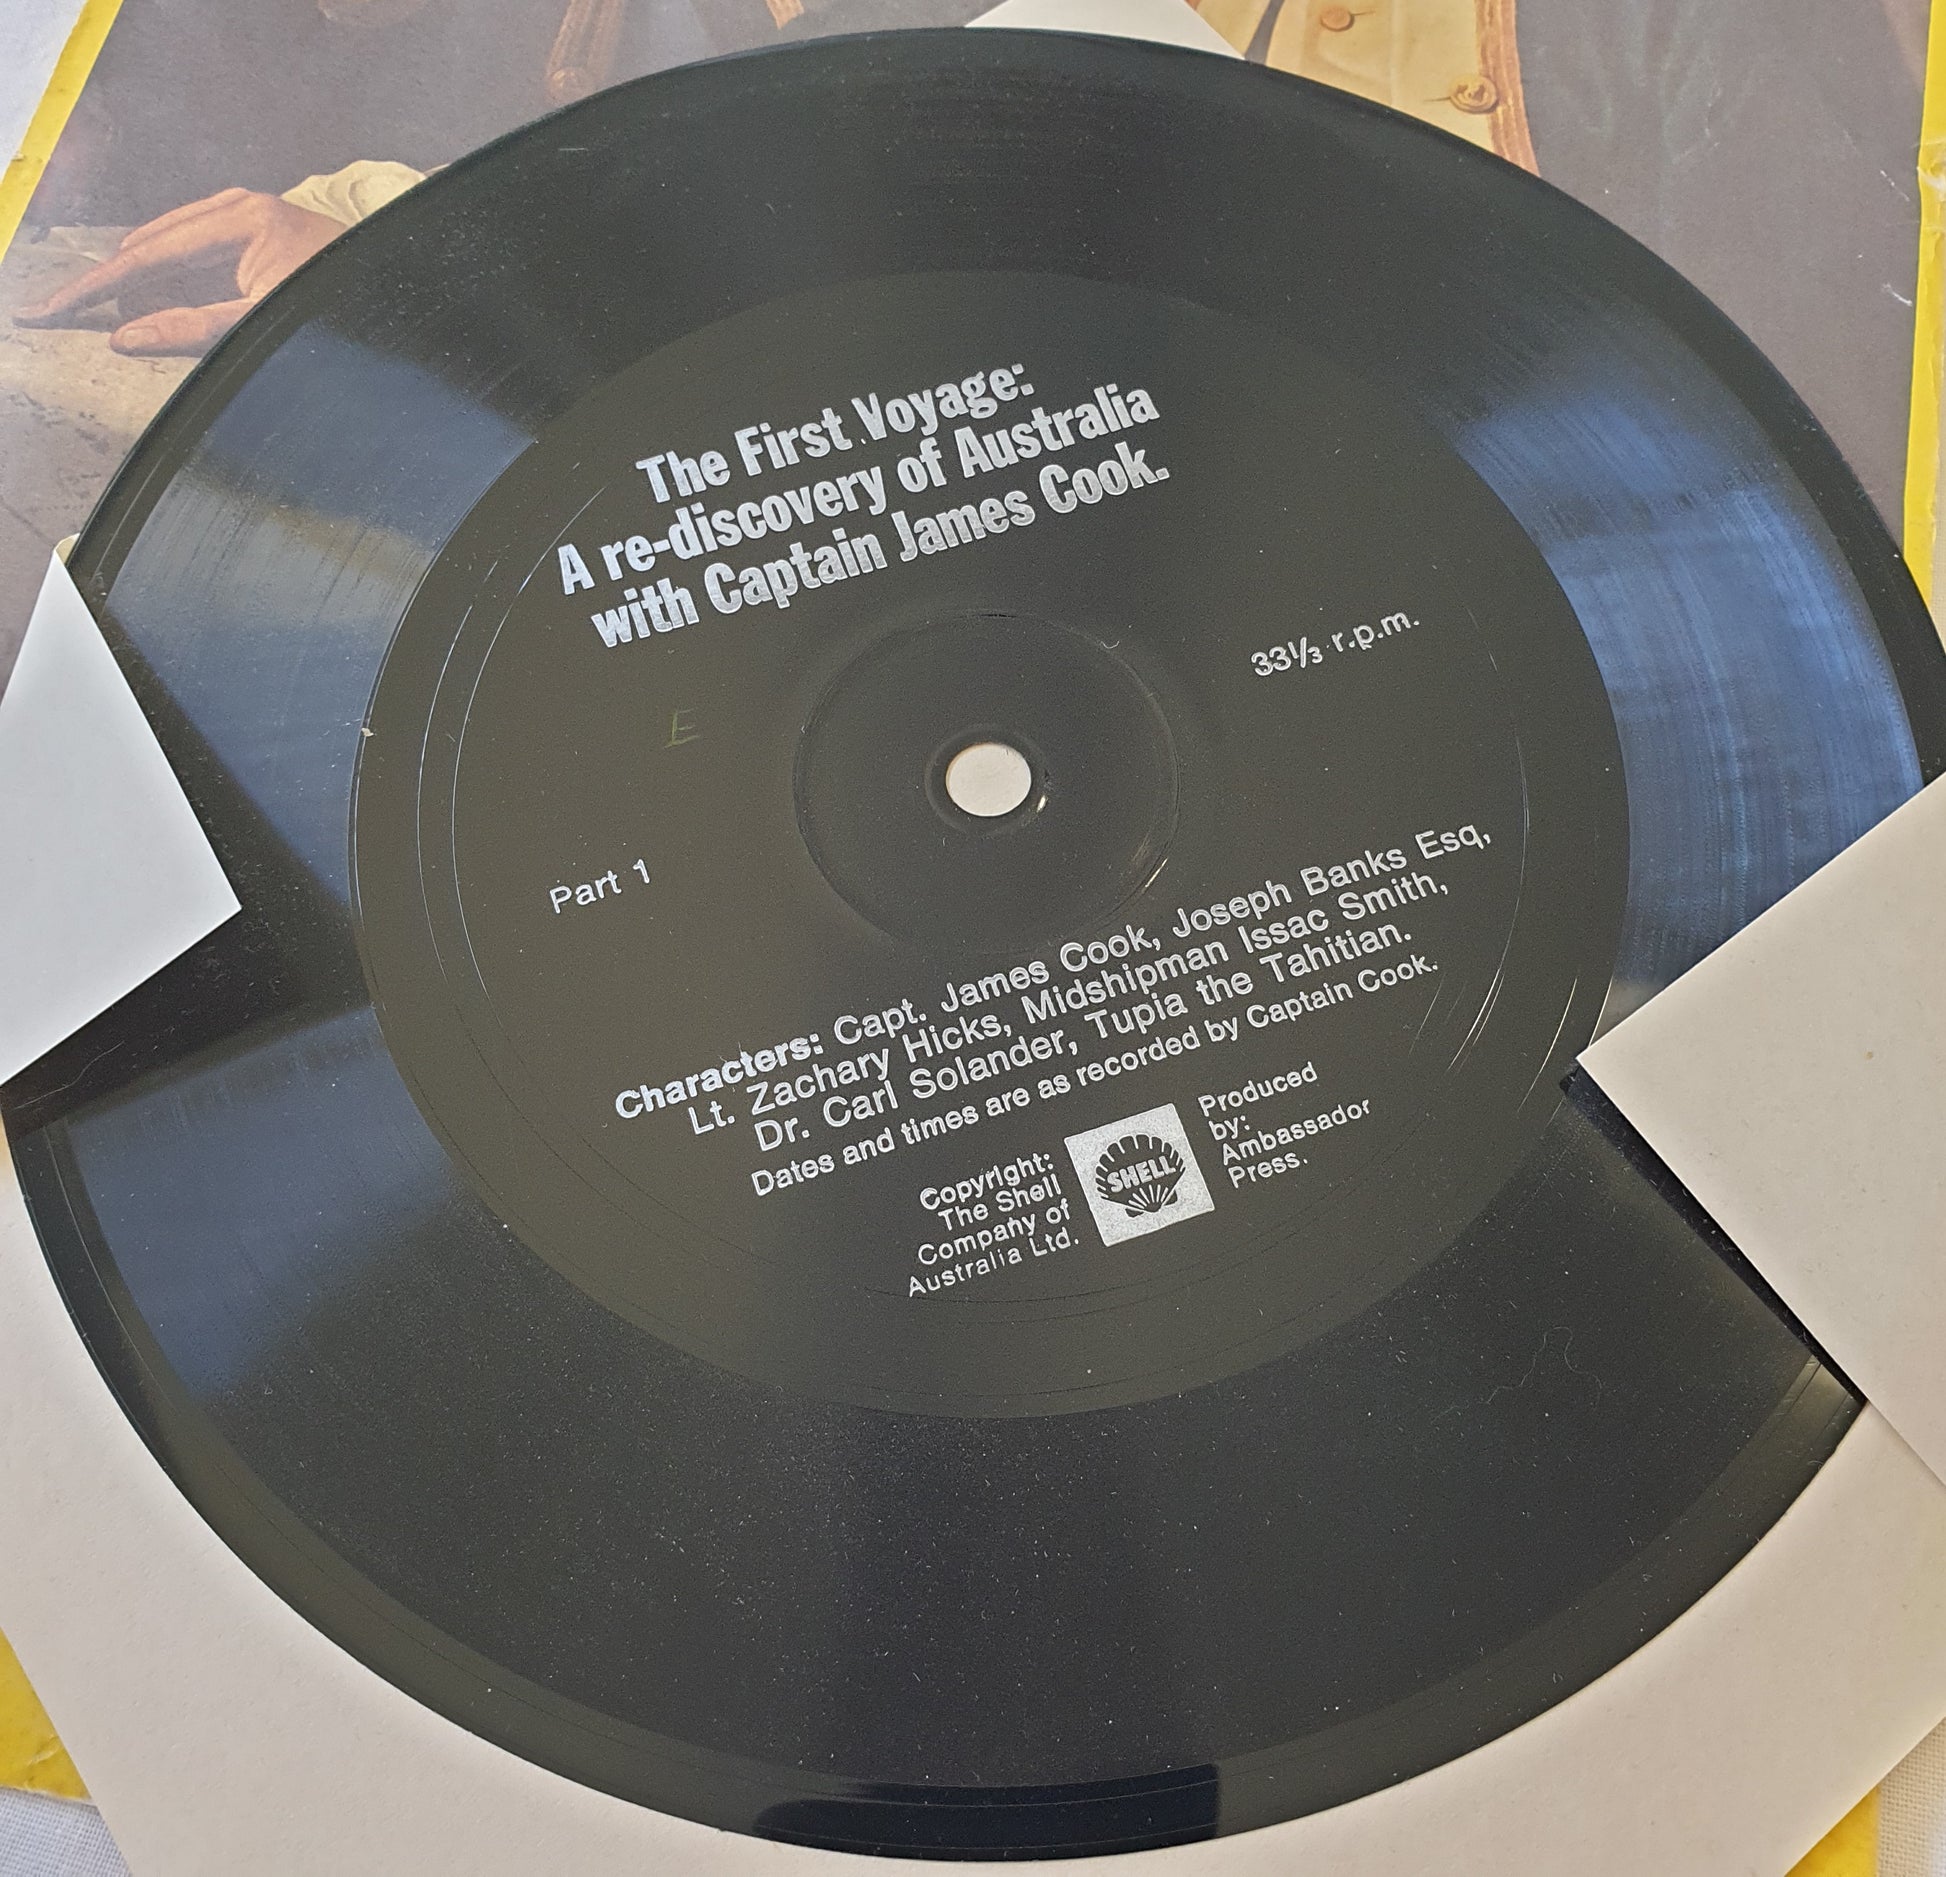 The First Voyage:
A re-discovery of Australia
with Captain James Cook.
33⅓ r.p.m.
E
Part 1
Characters: Capt. James Cook, Joseph Banks Esq,
Lt. Zachary Hicks, Midshipman Issac Smith,
Dr. Carl Solander, Tupia the Tahitian.
Dates and times are as recorded by Captain Cook.
Copyright:
The Shell
Company of
Australia Ltd.
SHELL
Produced
by:
Ambassador
Press.